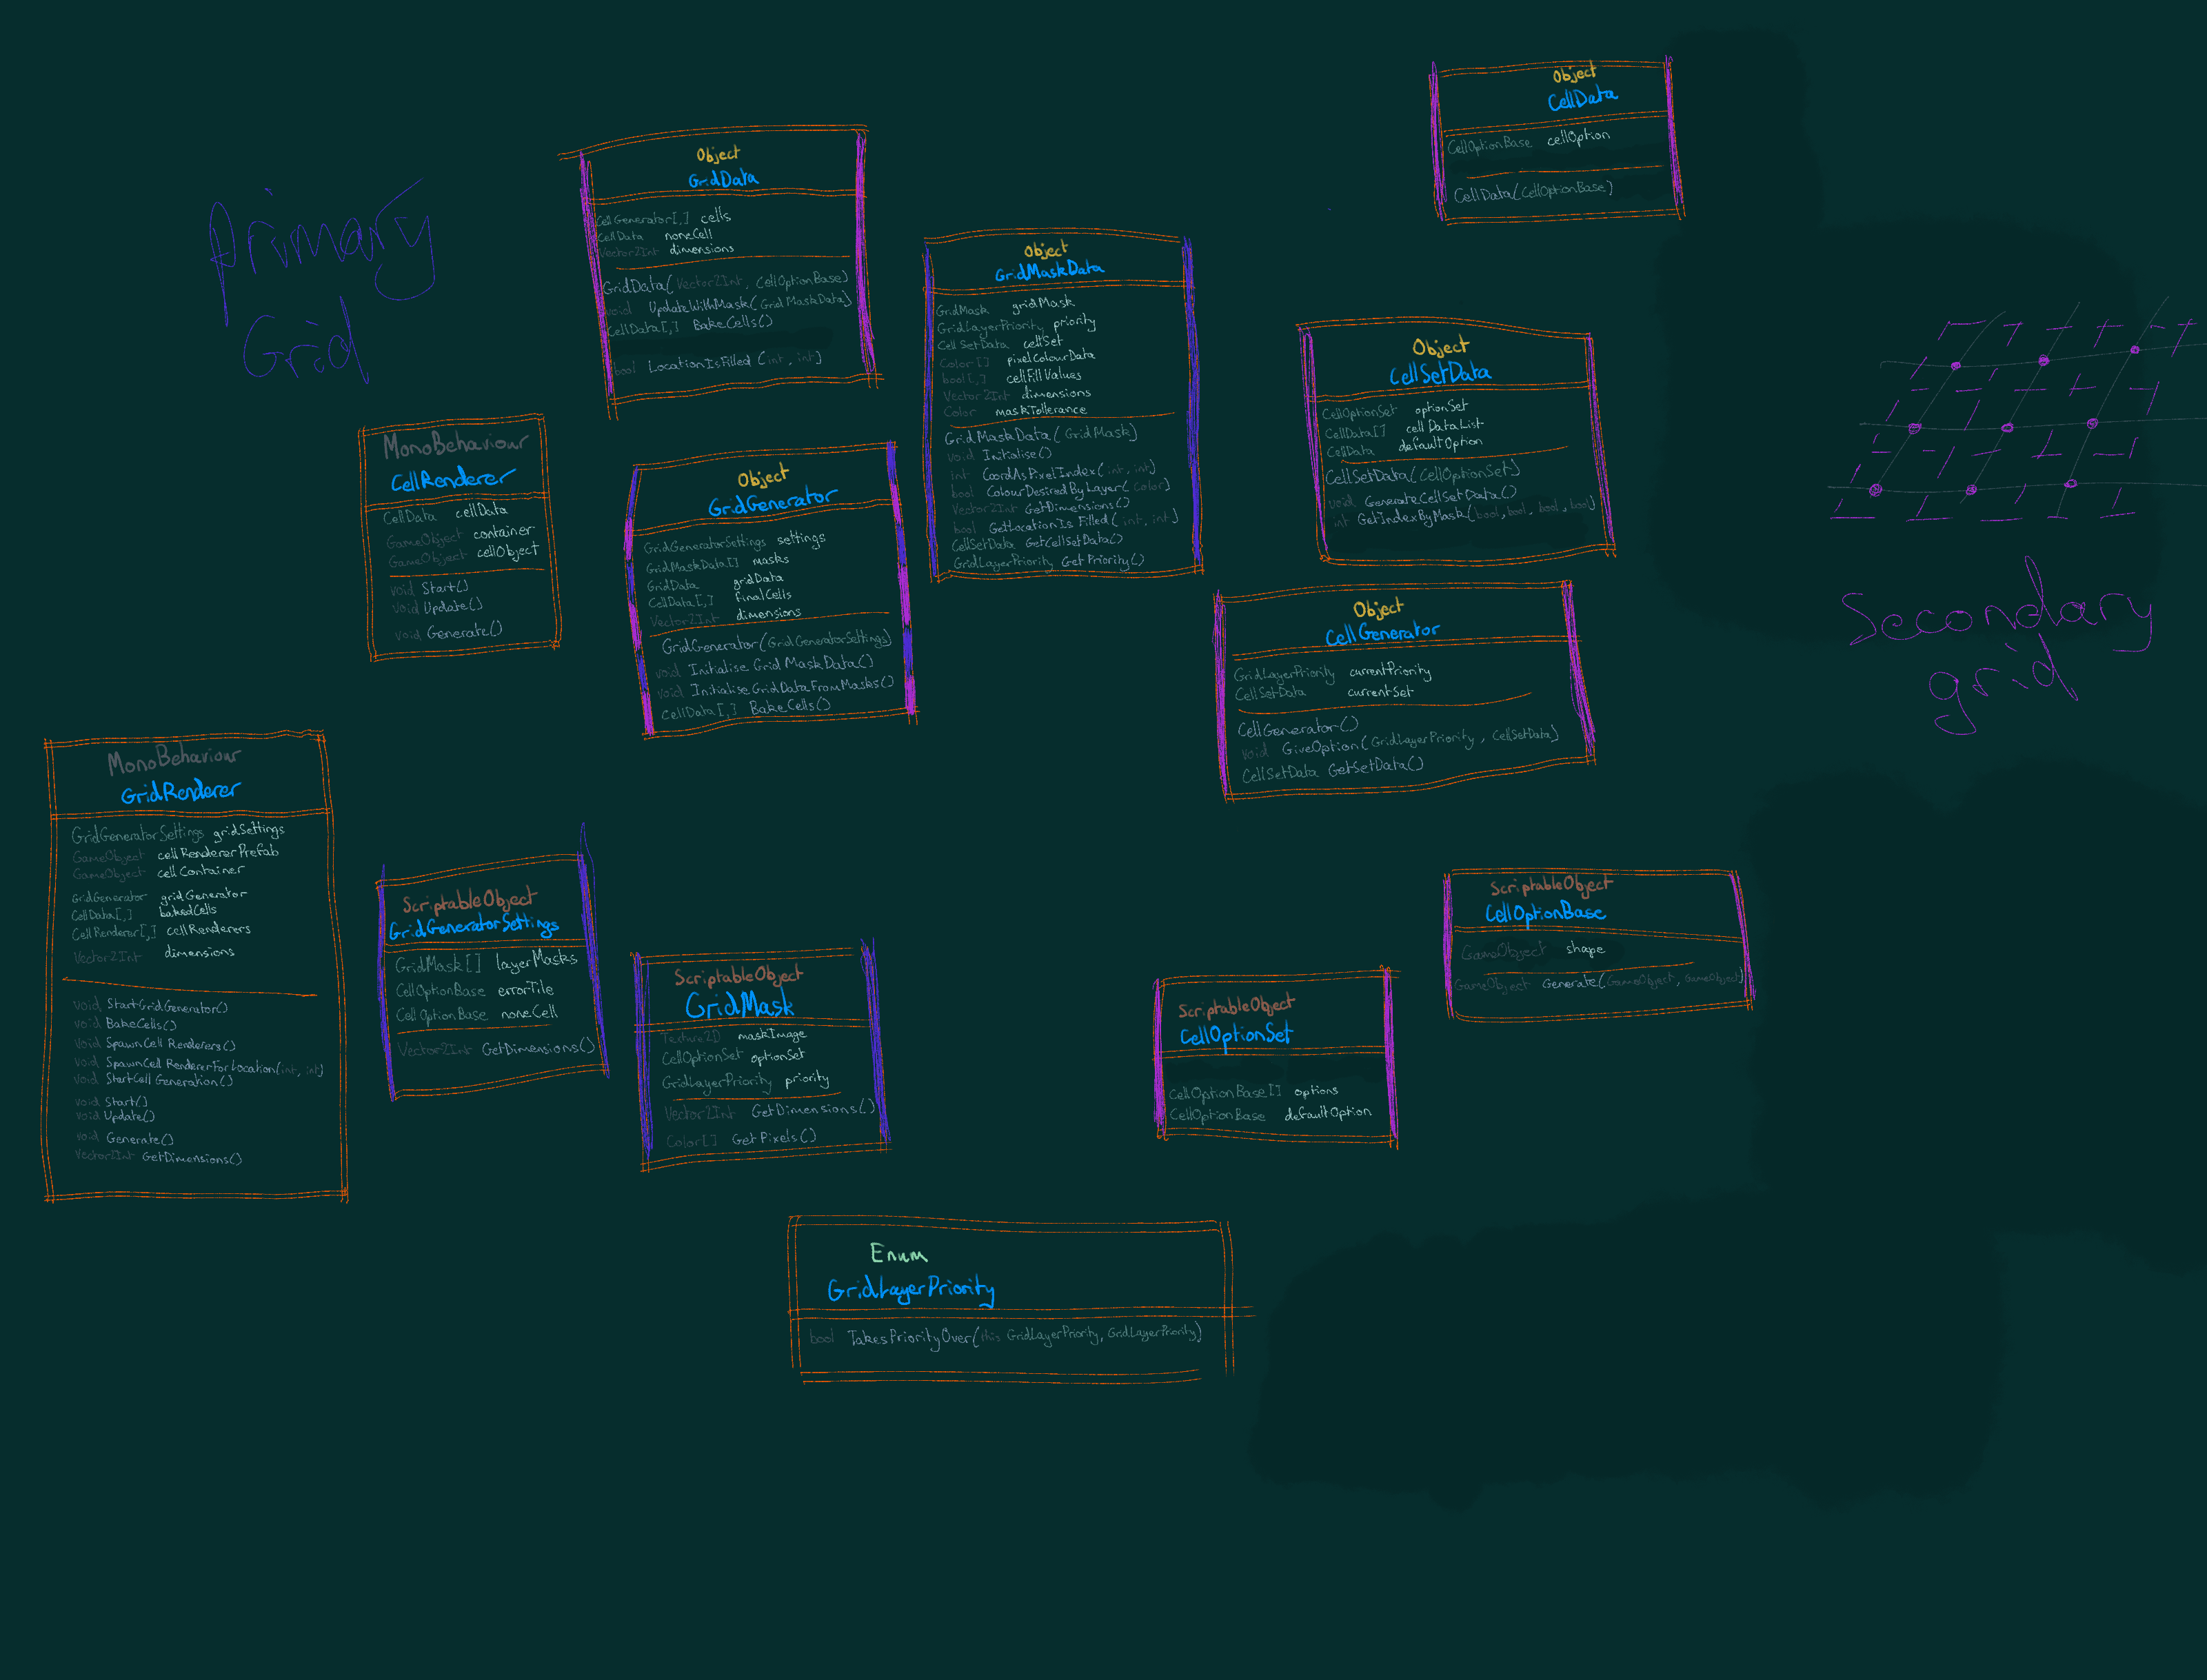 Primary
Grid
Object
GridData
CellGenerator[,] cells
CellData noneCell
Vector2Int dimensions
GridData(Vector2Int, CellOptionBase)
void UpdateWithMask(GridMaskData)
CellData[,] BakeCells()
bool LocationIsFilled(int, int)
Object
GridMaskData
GridMask gridMask
GridLayerPriority priority
CellSetData cellSet
Color[] pixelColourData
bool[,] cellFillValues
Vector2Int dimensions
Color maskTollerance
GridMaskData(GridMask)
void Initialise()
int CoordAsPixelIndex(int, int)
bool ColourDesiredByLayer(color)
Vector2Int GetDimensions()
bool GetLocationIsFilled(int, int)
CellSetData GetCellSetData()
GridLayerPriority GetPriority()
Object
CellData
CellOptionBase cellOption
CellData(CellOptionBase)
Object
CellSetData
CellOptionSet optionSet
CellData[] cellDataList
CellData defaultOption
CellSetData(CellOptionSet)
void GenerateCellSetData()
int GetIndexByMask(bool, bool, bool, bool)
MonoBehaviour
CellRenderer
CellData cellData
GameObject container
GameObject cellObject
void Start()
void Update()
void Generate()
Object
GridGenerator
GridGeneratorSettings settings
GridMaskData[] masks
GridData gridData
CellData[,] finalCells
Vector2Int dimensions
GridGenerator(GridGeneratorSettings)
void InitialiseGridMaskData()
void InitialiseGridDataFromMasks()
CellData[,] BakeCells()
Object
CellGenerator
GridLayerPriority currentPriority
CellSetData currentSet
CellGenerator()
void GiveOption(GridLayerPriority, CellSetData)
CellSetData GetSetData()
Secondary
grid
MonoBehaviour
GridRenderer
GridGeneratorSettings gridSettings
GameObject cellRendererPrefab
GameObject cellContainer
GridGenerator gridGenerator
CellData[,] bakedCells
CellRenderer[,] cellRenderers
Vector2Int dimensions
void StartGridGenerator()
void BakeCells()
void SpawnCellRenderers()
void SpawnCellRendererForLocation(int, int)
void StartCellGeneration()
void Start()
void Update()
void Generate()
Vector2Int GetDimensions()
ScriptableObject
GridGeneratorSettings
GridMask[] layerMasks
CellOptionBase errorTile
CellOptionBase noneCell
Vector2Int GetDimensions()
ScriptableObject
GridMask
Texture2D maskImage
CellOptionSet optionSet
GridLayerPriority priority
Vector2Int GetDimensions()
Color[] GetPixels()
ScriptableObject
CellOptionSet
CellOptionBase[] options
CellOptionBase defaultOption
ScriptableObject
CellOptionBase
GameObject shape
GameObject Generate(GameObject, GameObject)
Enum
GridLayerPriority
bool TakesPriorityOver(this GridLayerPriority, GridLayerPriority)